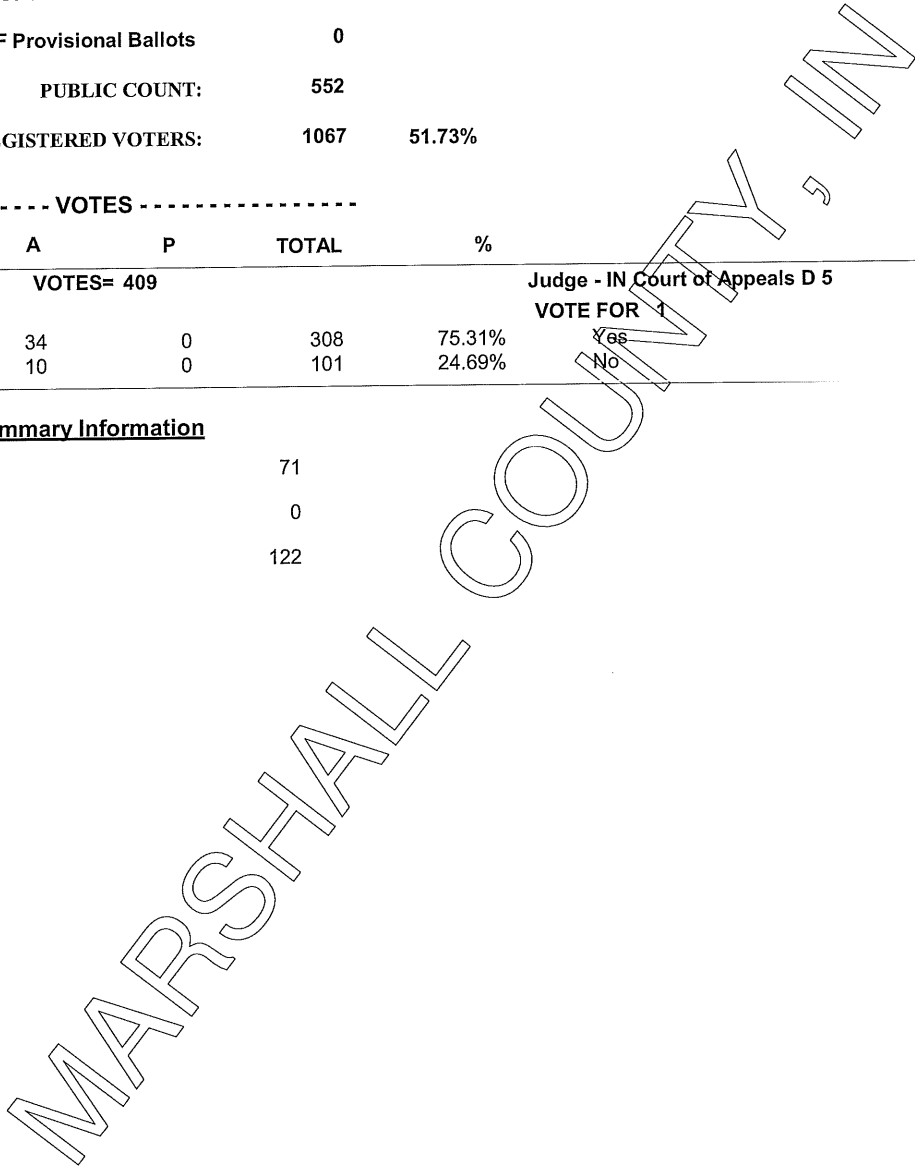 F Provisional Ballots 0
PUBLIC COUNT: 552
GISTERED VOTERS: 1067 51.73%
- - - - VOTES - - - - - - - - - - - - - - - -
A P TOTAL %
VOTES= 409 Judge - IN Court of Appeals D 5
VOTE FOR 1
34 0 308 75.31% Yes
10 0 101 24.69% No
mmary Information
71
0
122
MARSHALL COUNTY, IN